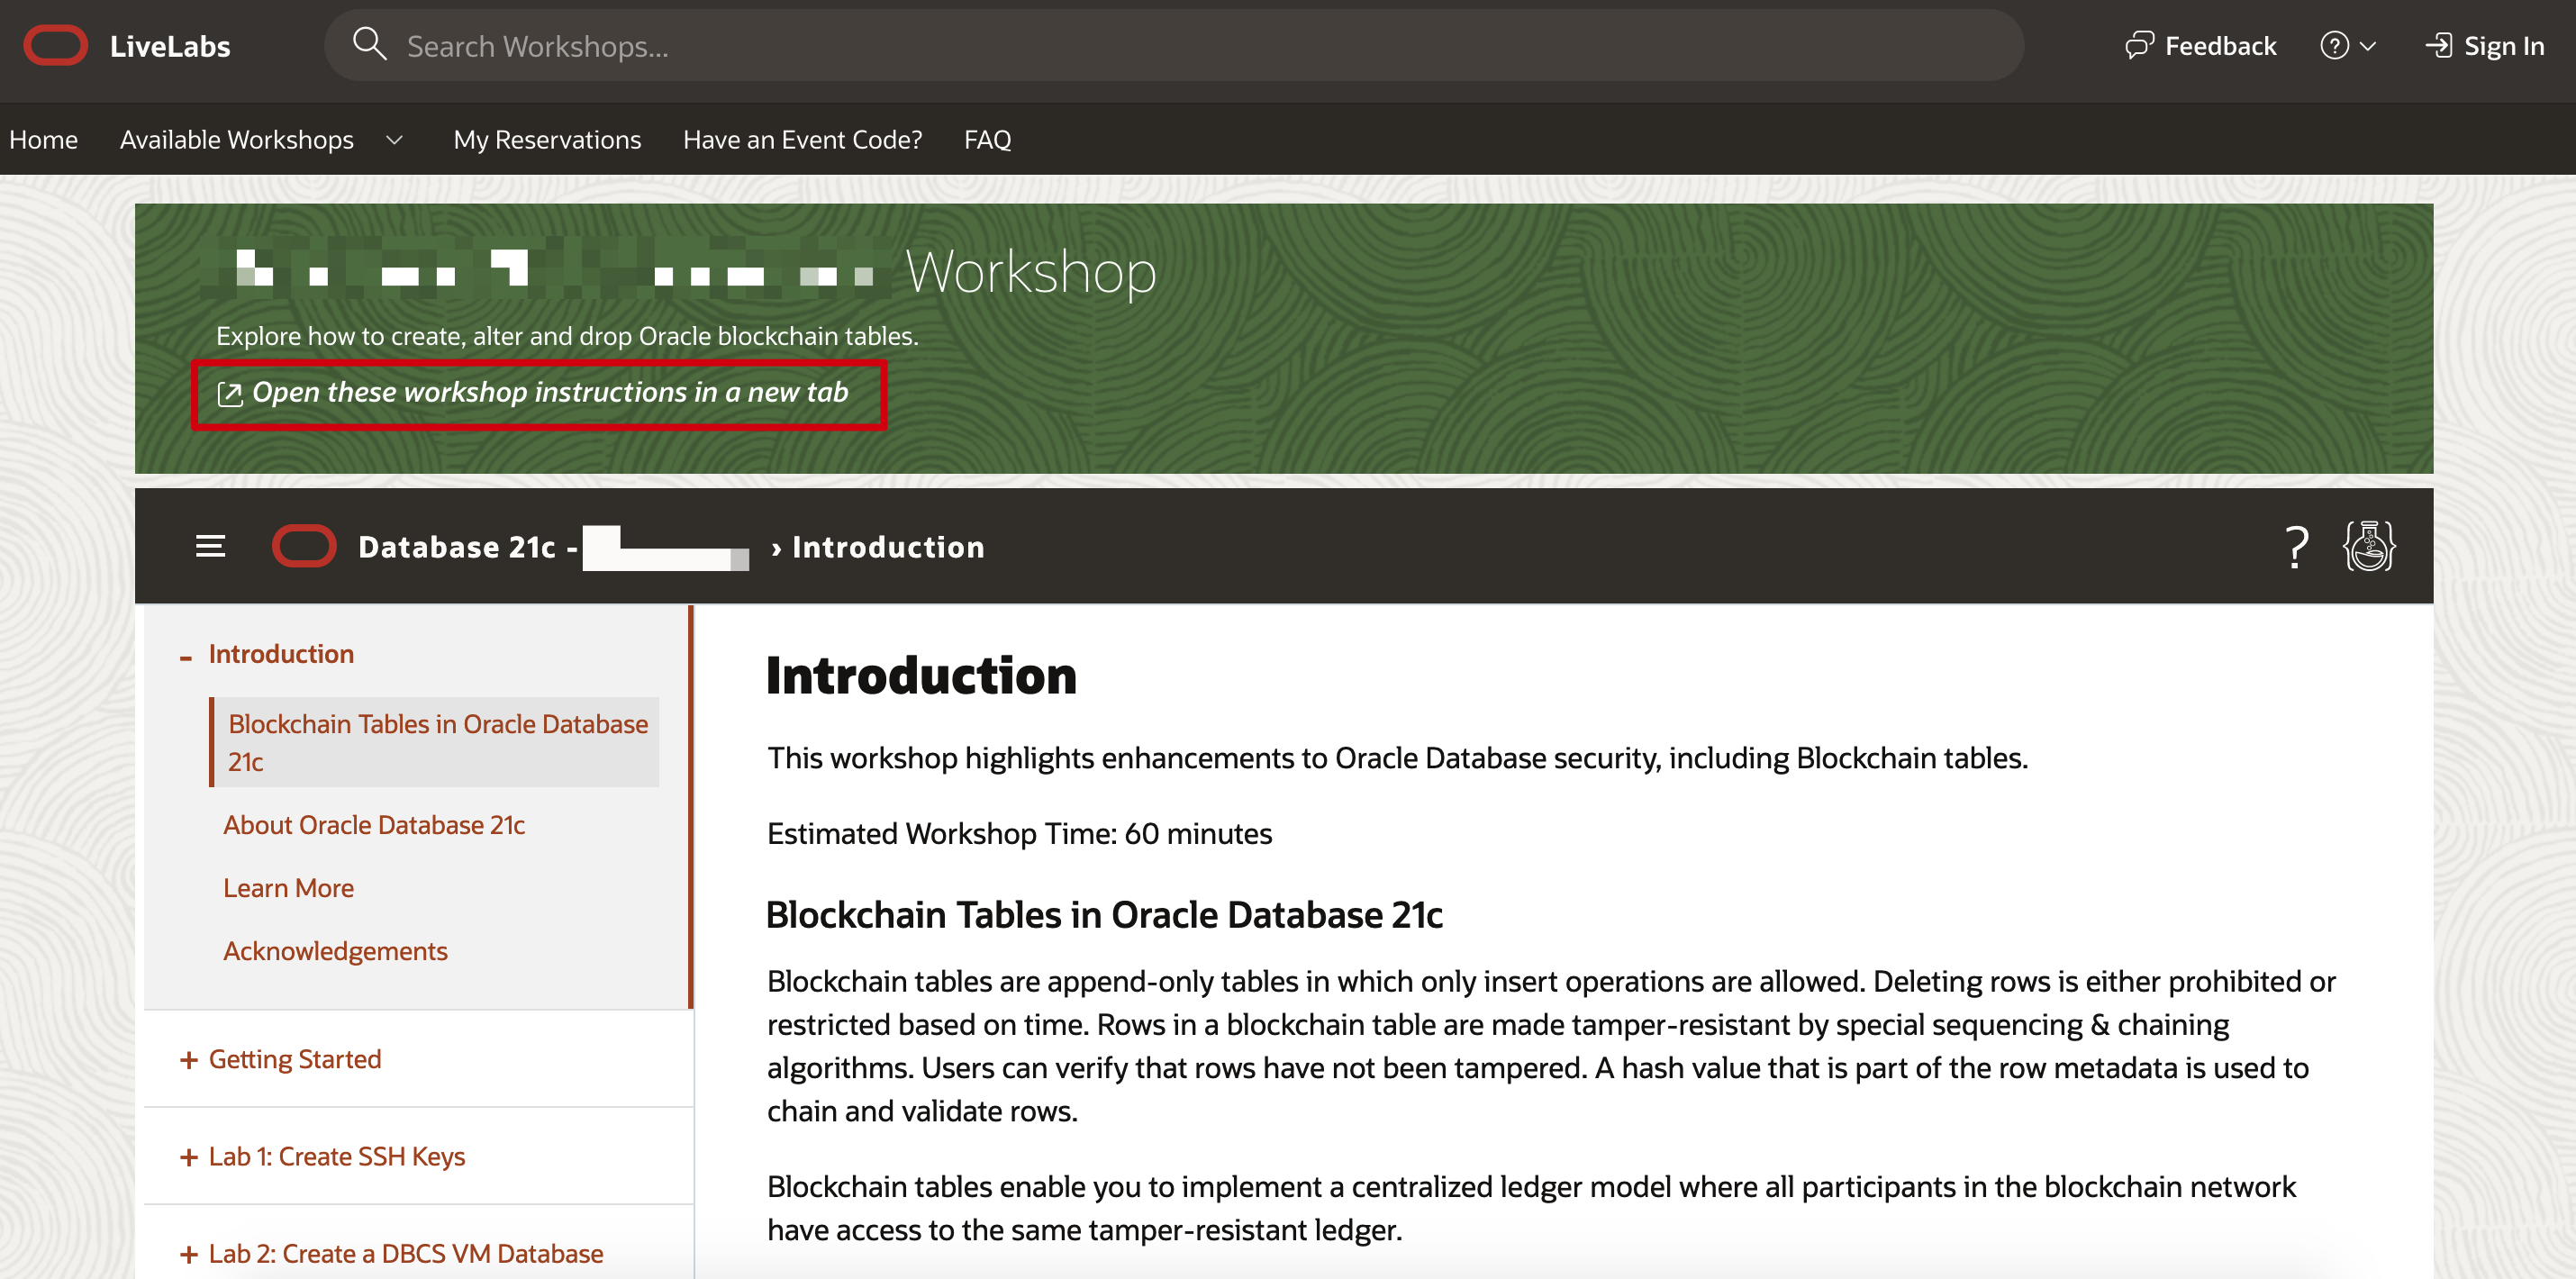 LiveLabs
Search Workshops...
Feedback
Sign In
Home
Available Workshops
My Reservations
Have an Event Code?
FAQ
Workshop
Explore how to create, alter and drop Oracle blockchain tables.
Open these workshop instructions in a new tab
Database 21c - › Introduction
?
- Introduction
Blockchain Tables in Oracle Database
21c
About Oracle Database 21c
Learn More
Acknowledgements
+ Getting Started
+ Lab 1: Create SSH Keys
+ Lab 2: Create a DBCS VM Database
Introduction
This workshop highlights enhancements to Oracle Database security, including Blockchain tables.
Estimated Workshop Time: 60 minutes
Blockchain Tables in Oracle Database 21c
Blockchain tables are append-only tables in which only insert operations are allowed. Deleting rows is either prohibited or
restricted based on time. Rows in a blockchain table are made tamper-resistant by special sequencing & chaining
algorithms. Users can verify that rows have not been tampered. A hash value that is part of the row metadata is used to
chain and validate rows.
Blockchain tables enable you to implement a centralized ledger model where all participants in the blockchain network
have access to the same tamper-resistant ledger.